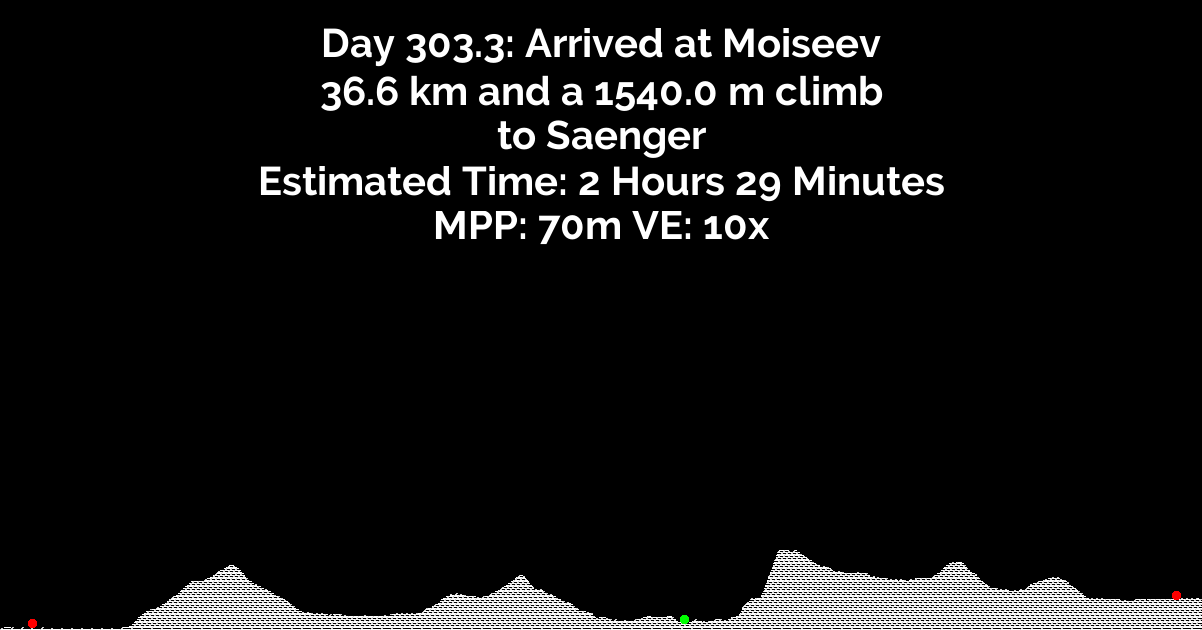 Day 303.3: Arrived at Moiseev
36.6 km and a 1540.0 m climb
to Saenger
Estimated Time: 2 Hours 29 Minutes
MPP: 70m VE: 10x